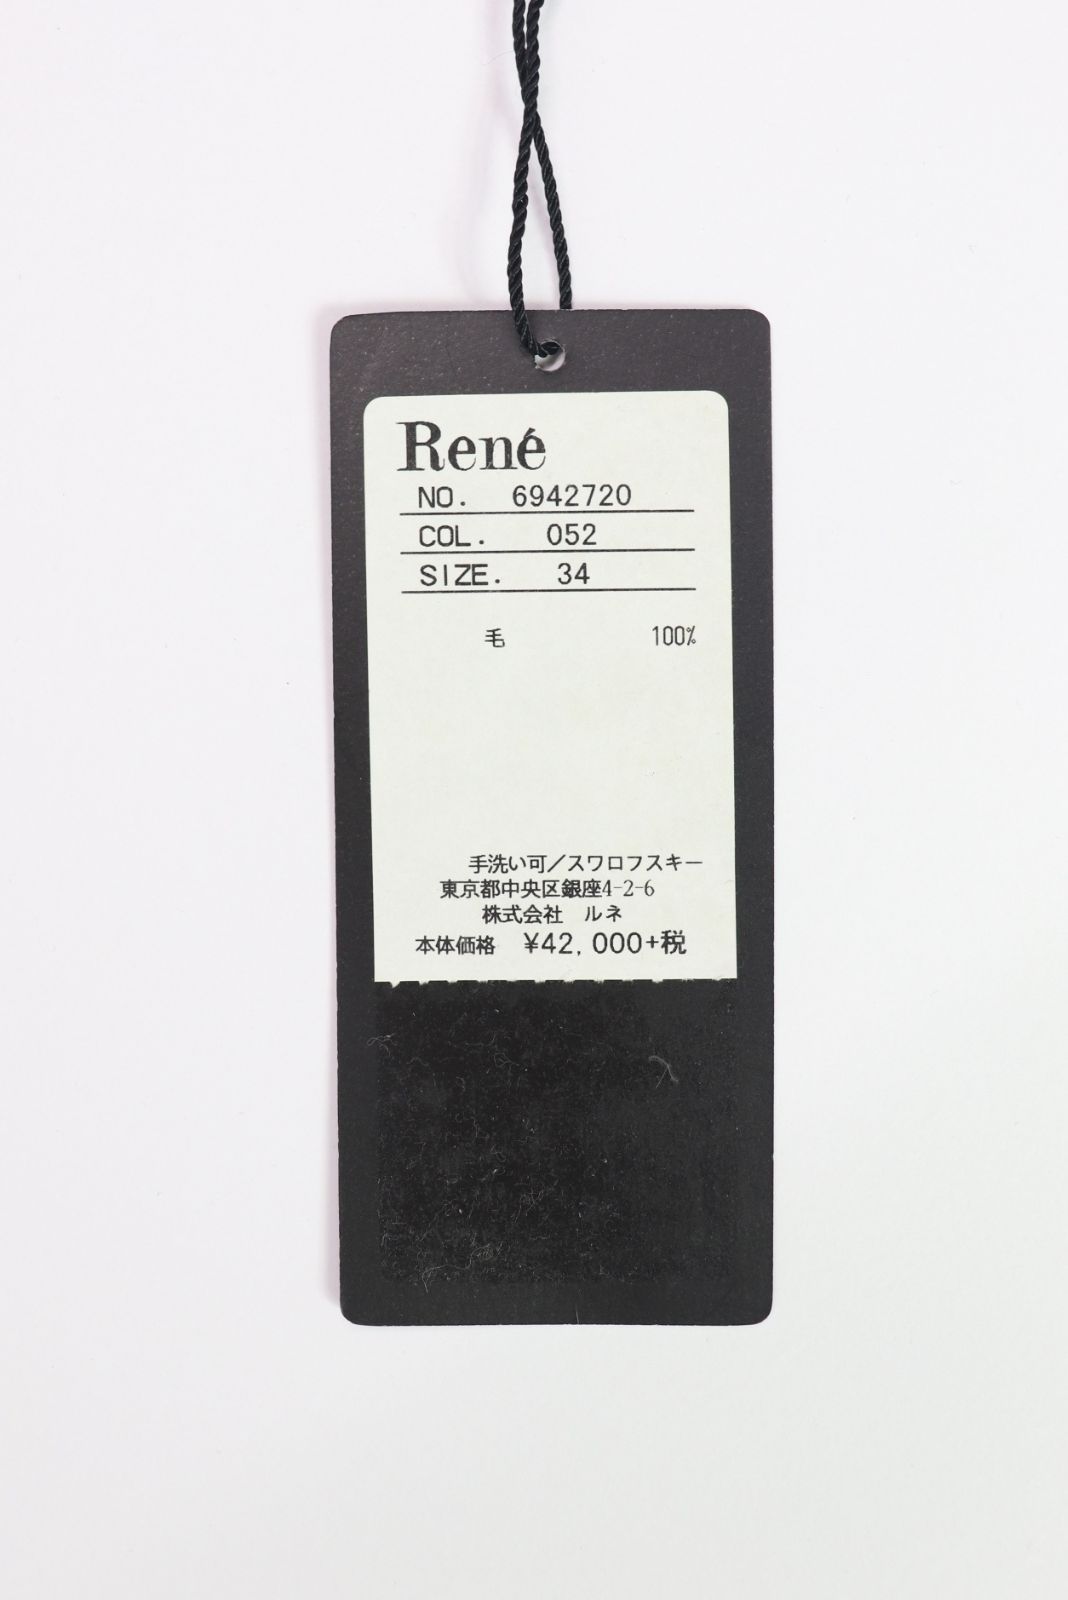 René
NO. 6942720
COL. 052
SIZE. 34
毛 100%
手洗い可／スワロフスキー
東京都中央区銀座4-2-6
株式会社 ルネ
本体価格 ¥42,000+税